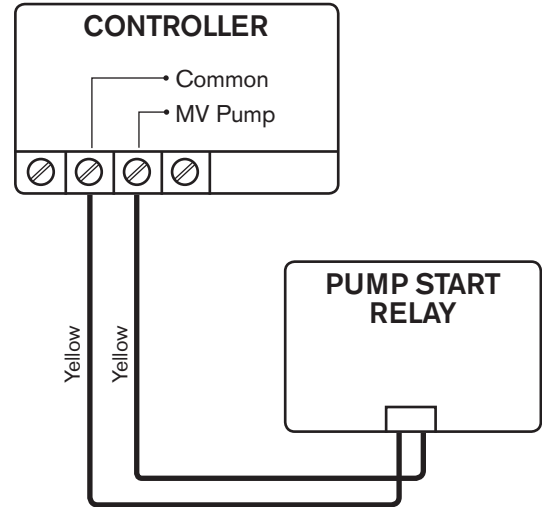 CONTROLLER
Common
MV Pump
PUMP START
RELAY
Yellow
Yellow